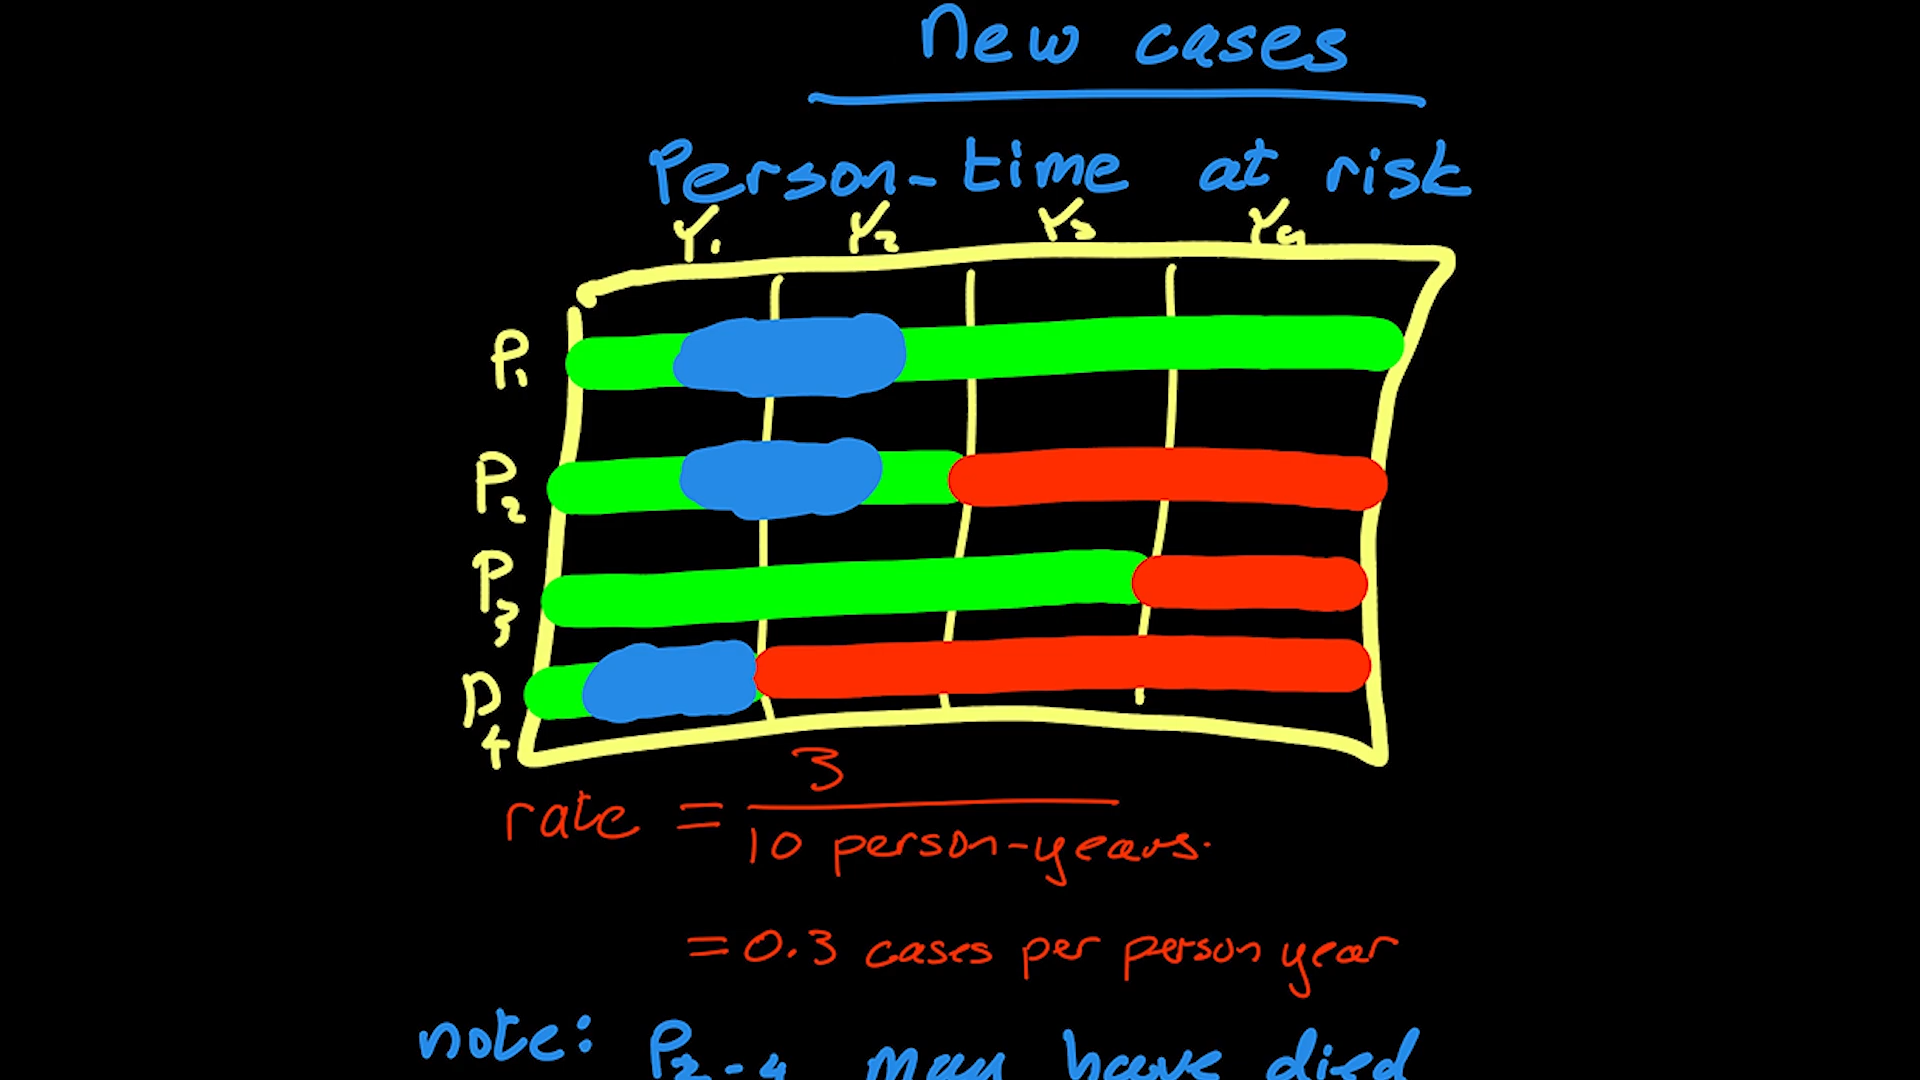 New cases
Person-time at risk
Y1 Y2 Y3 Y4
P1
P2
P3
P4
3
rate =
10 person-years.
= 0.3 cases per person year
note: P2-4 may have died